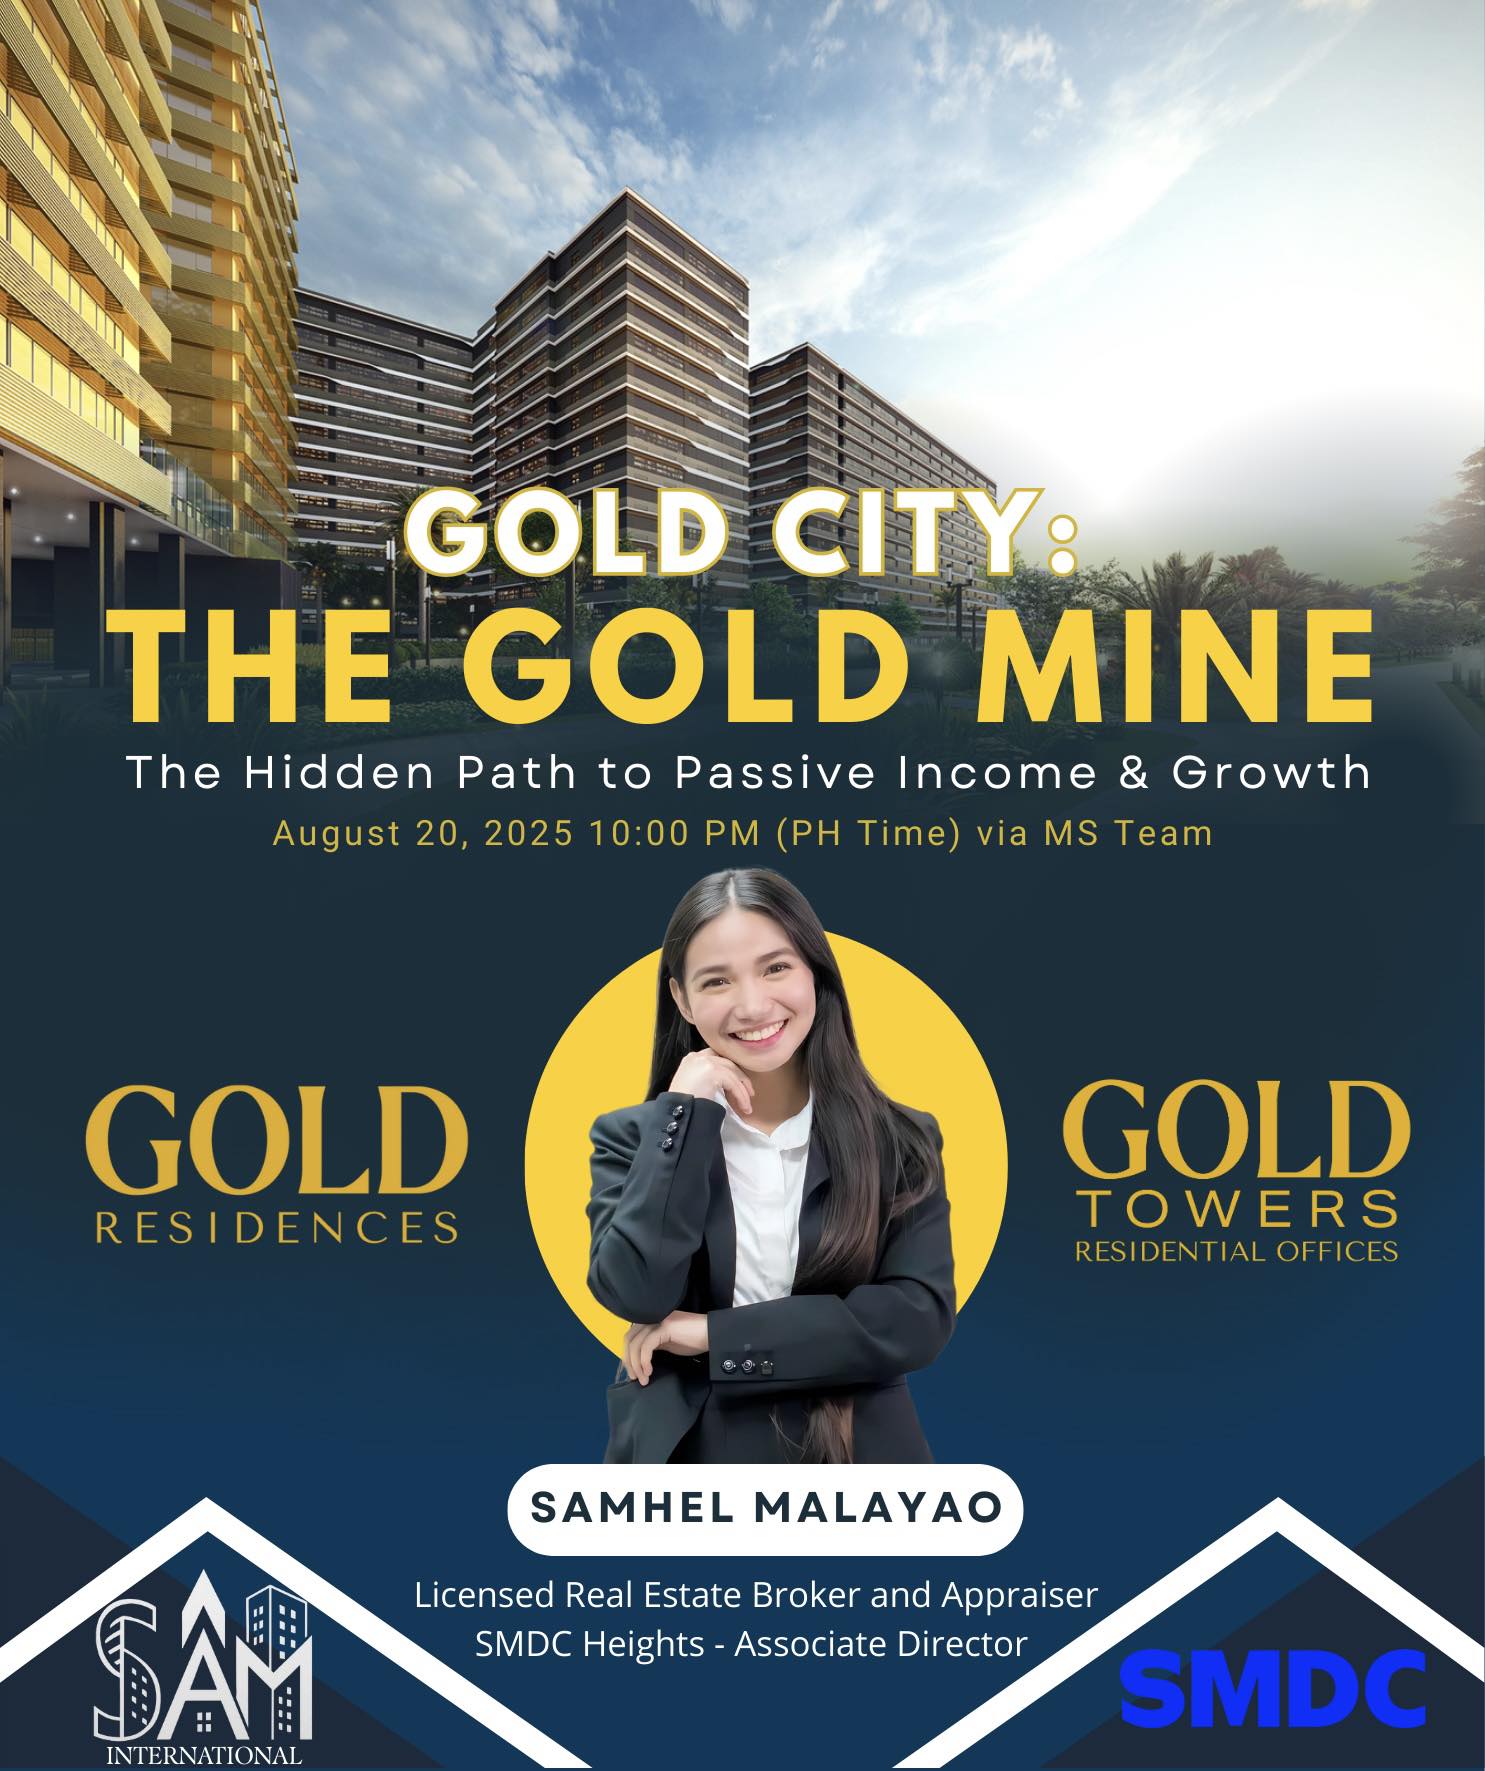 GOLD CITY:
THE GOLD MINE
The Hidden Path to Passive Income & Growth
August 20, 2025 10:00 PM (PH Time) via MS Team
GOLD
RESIDENCES
GOLD
TOWERS
RESIDENTIAL OFFICES
SAMHEL MALAYAO
Licensed Real Estate Broker and Appraiser
SMDC Heights - Associate Director
SAM
INTERNATIONAL
SMDC